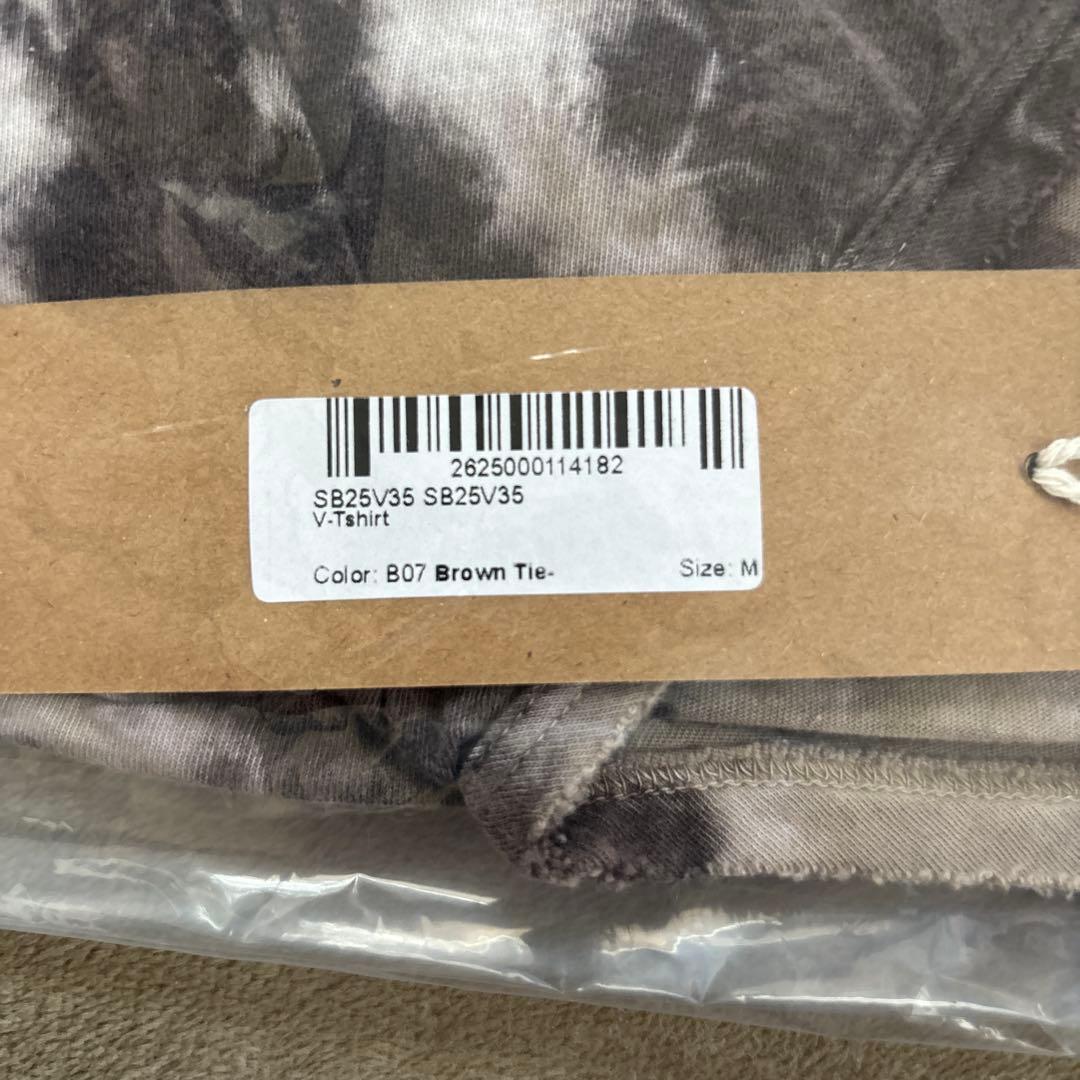 2625000114182
SB25V35 SB25V35
V-Tshirt
Color: B07 Brown Tie- Size: M